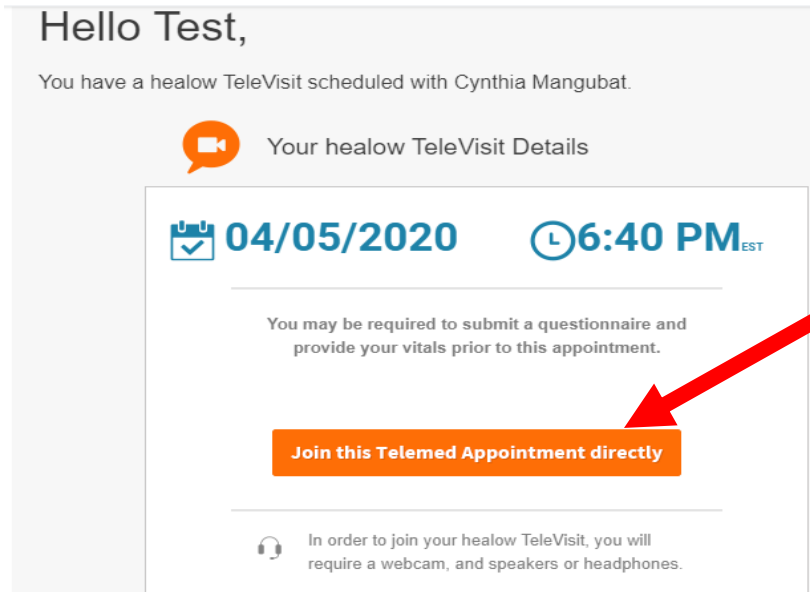 Hello Test,
You have a healow TeleVisit scheduled with Cynthia Mangubat.
Your healow TeleVisit Details
04/05/2020 6:40 PM EST
You may be required to submit a questionnaire and
provide your vitals prior to this appointment.
Join this Telemed Appointment directly
In order to join your healow TeleVisit, you will
require a webcam, and speakers or headphones.